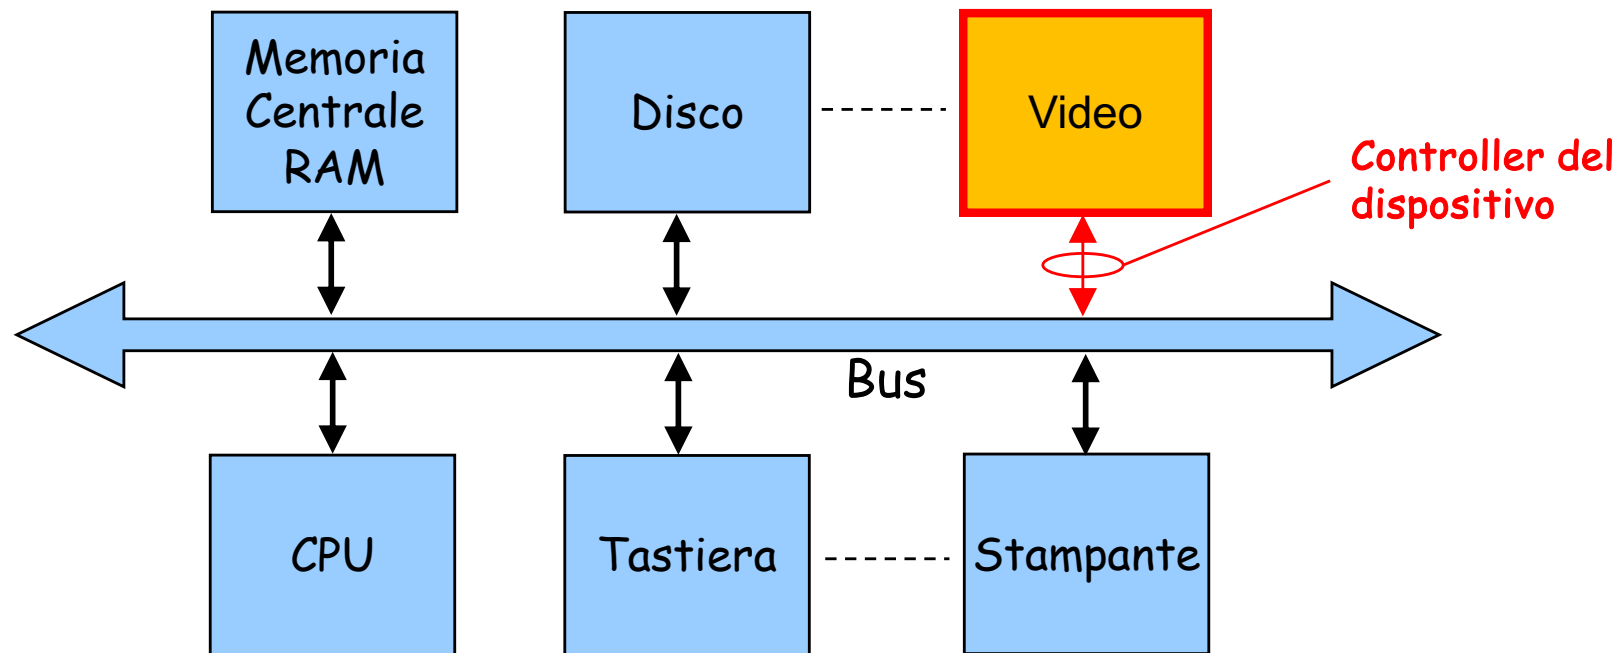 Memoria
Centrale
RAM
Disco
Video
Controller del
dispositivo
Bus
CPU
Tastiera
Stampante